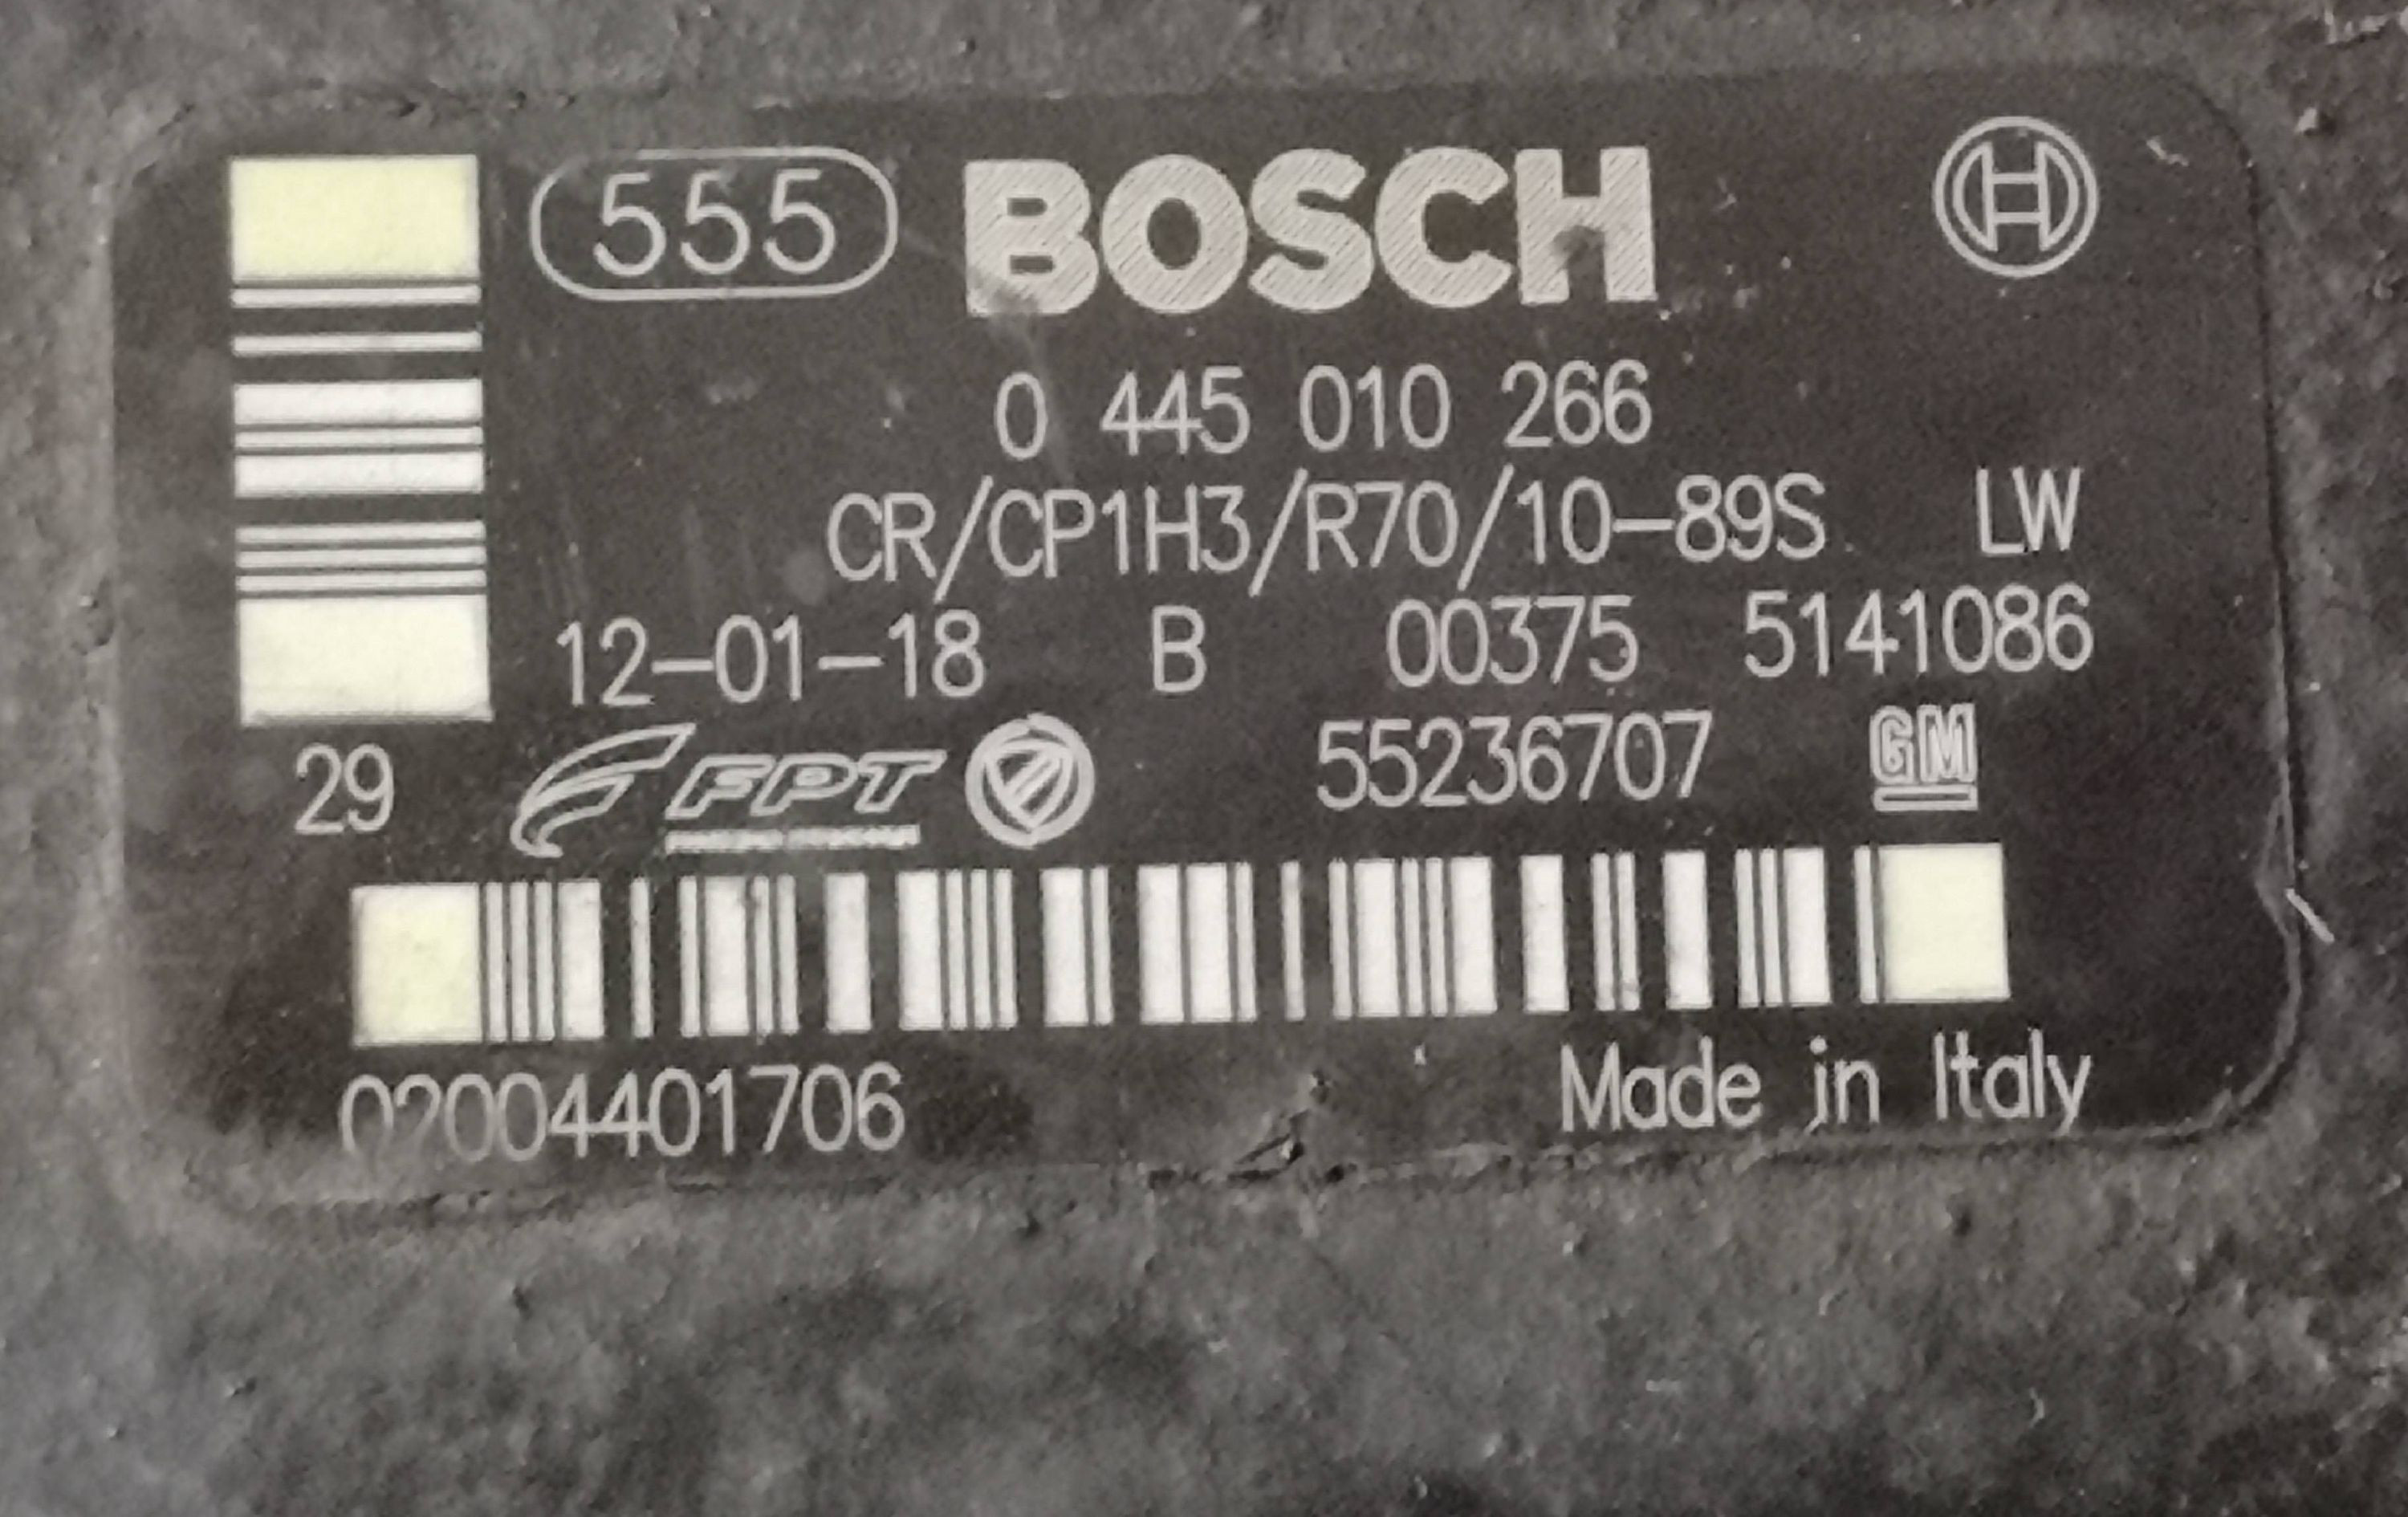 555 BOSCH
0 445 010 266
CR/CP1H3/R70/10-89S LW
12-01-18 B 00375 5141086
29 FPT 55236707 GM
02004401706
Made in Italy